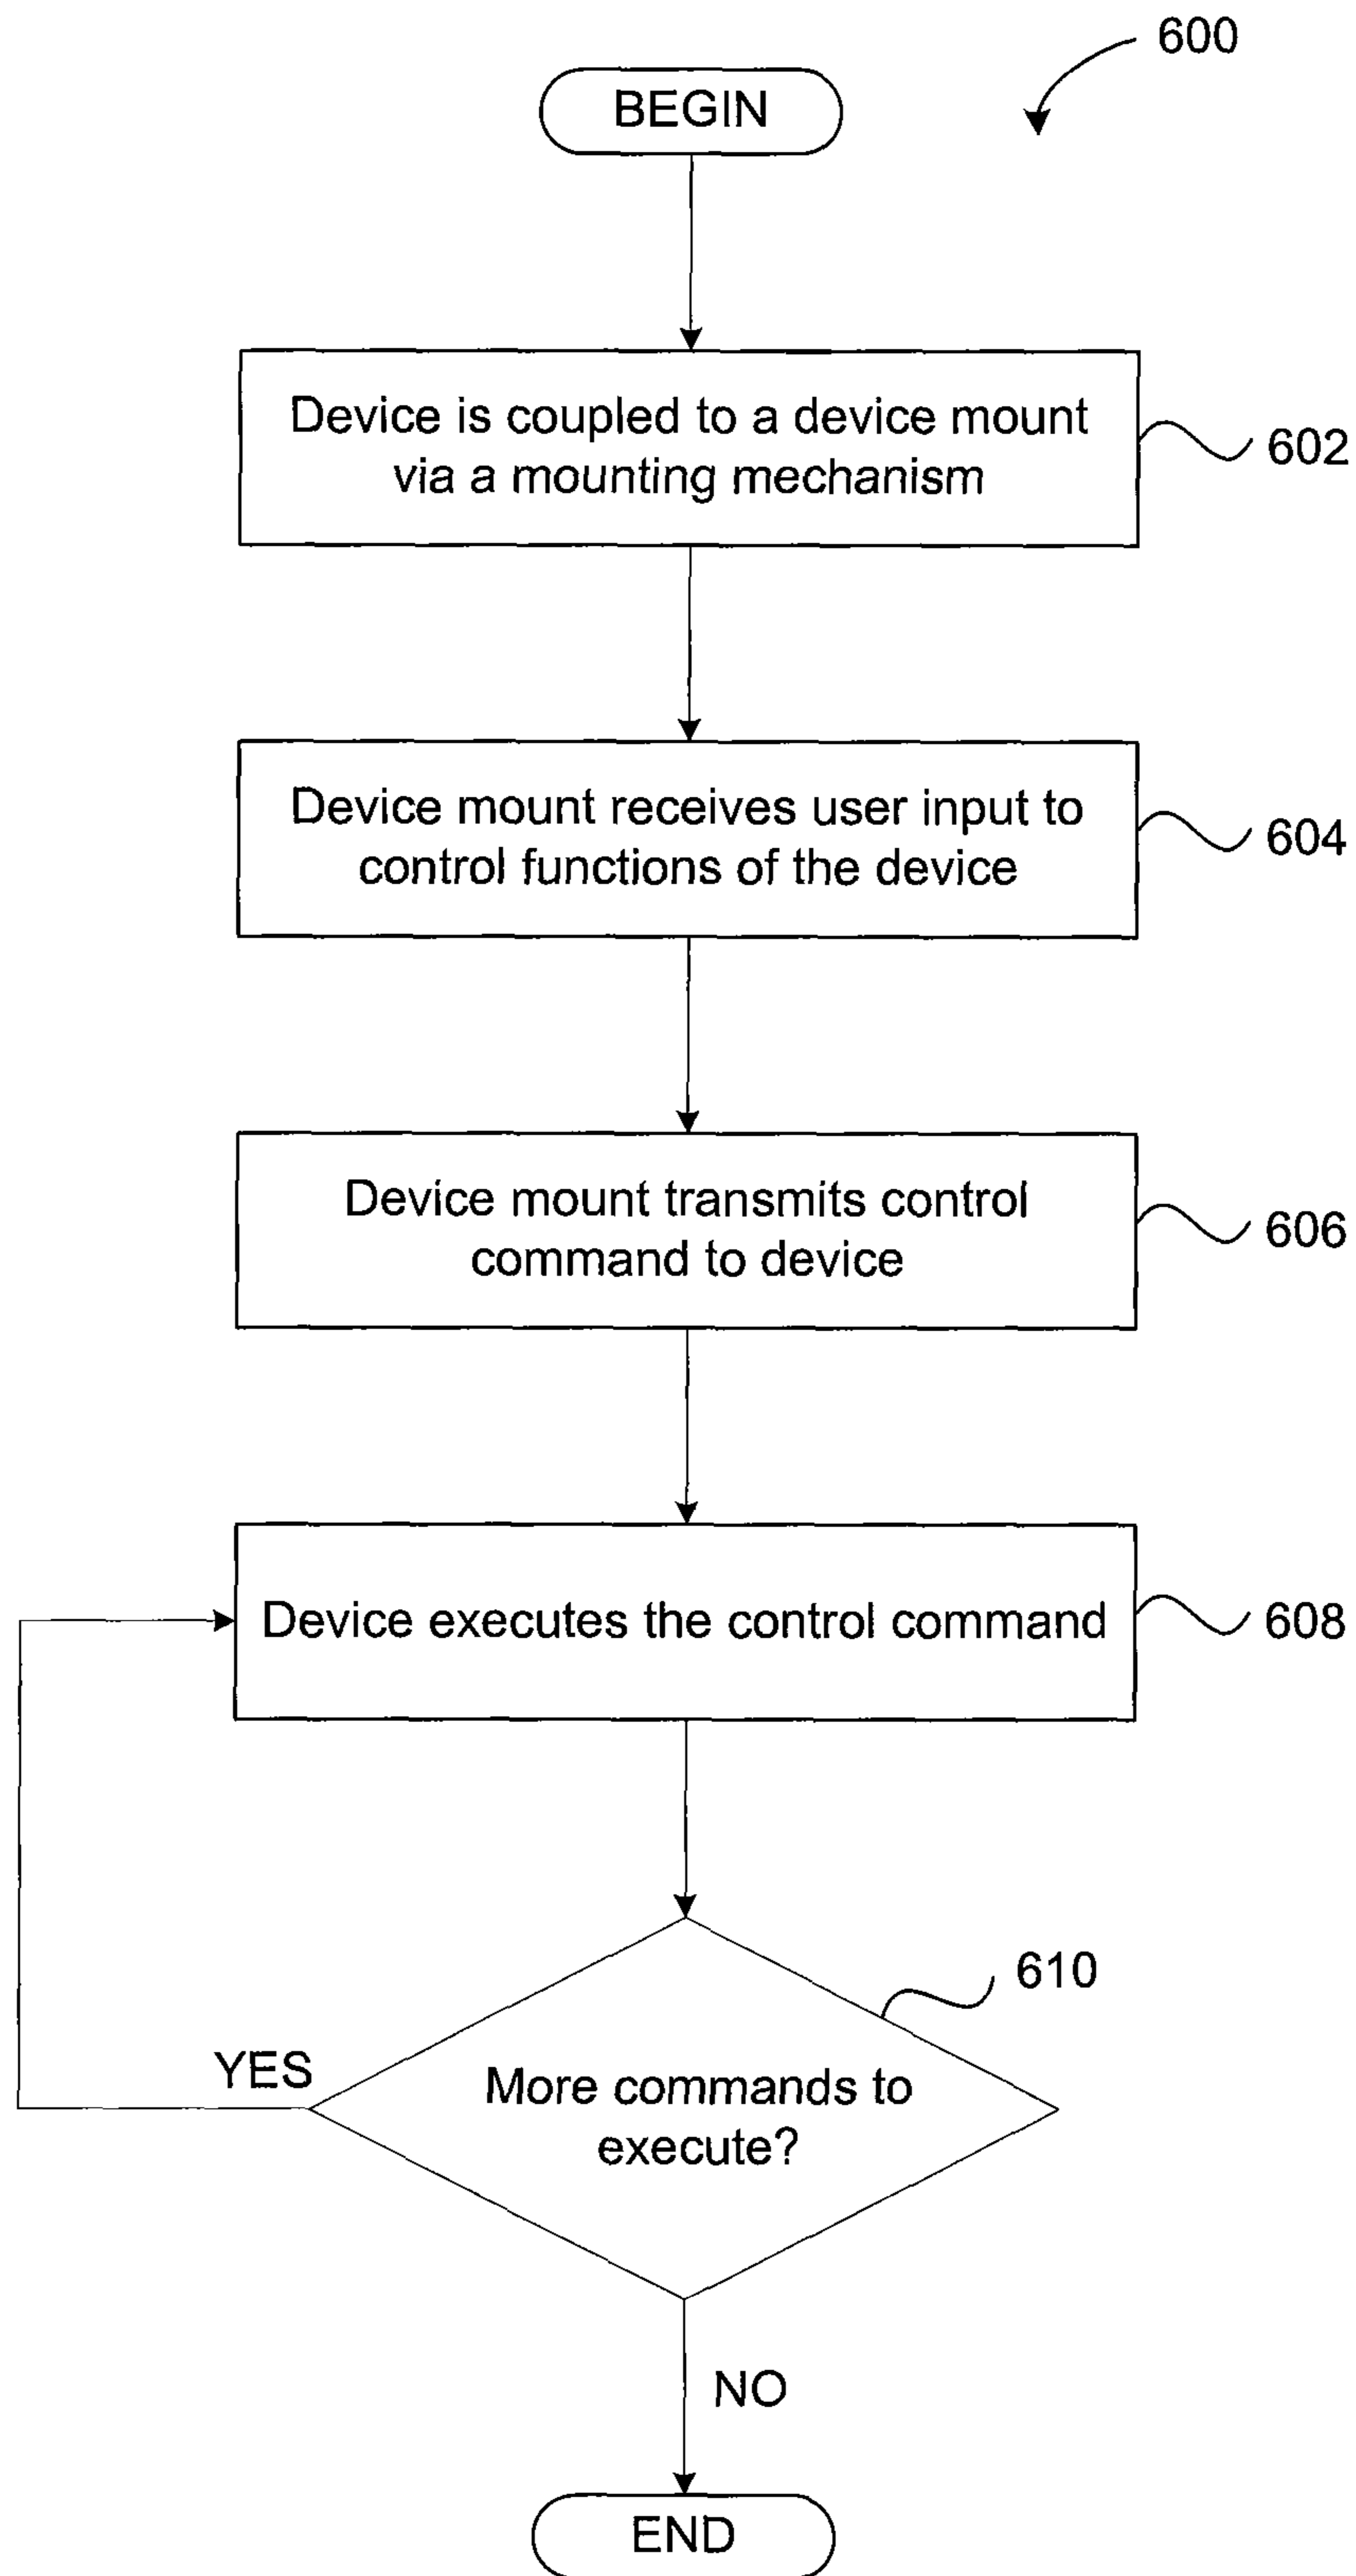 600
BEGIN
Device is coupled to a device mount
via a mounting mechanism
602
Device mount receives user input to
control functions of the device
604
Device mount transmits control
command to device
606
Device executes the control command
608
610
More commands to
execute?
YES
NO
END